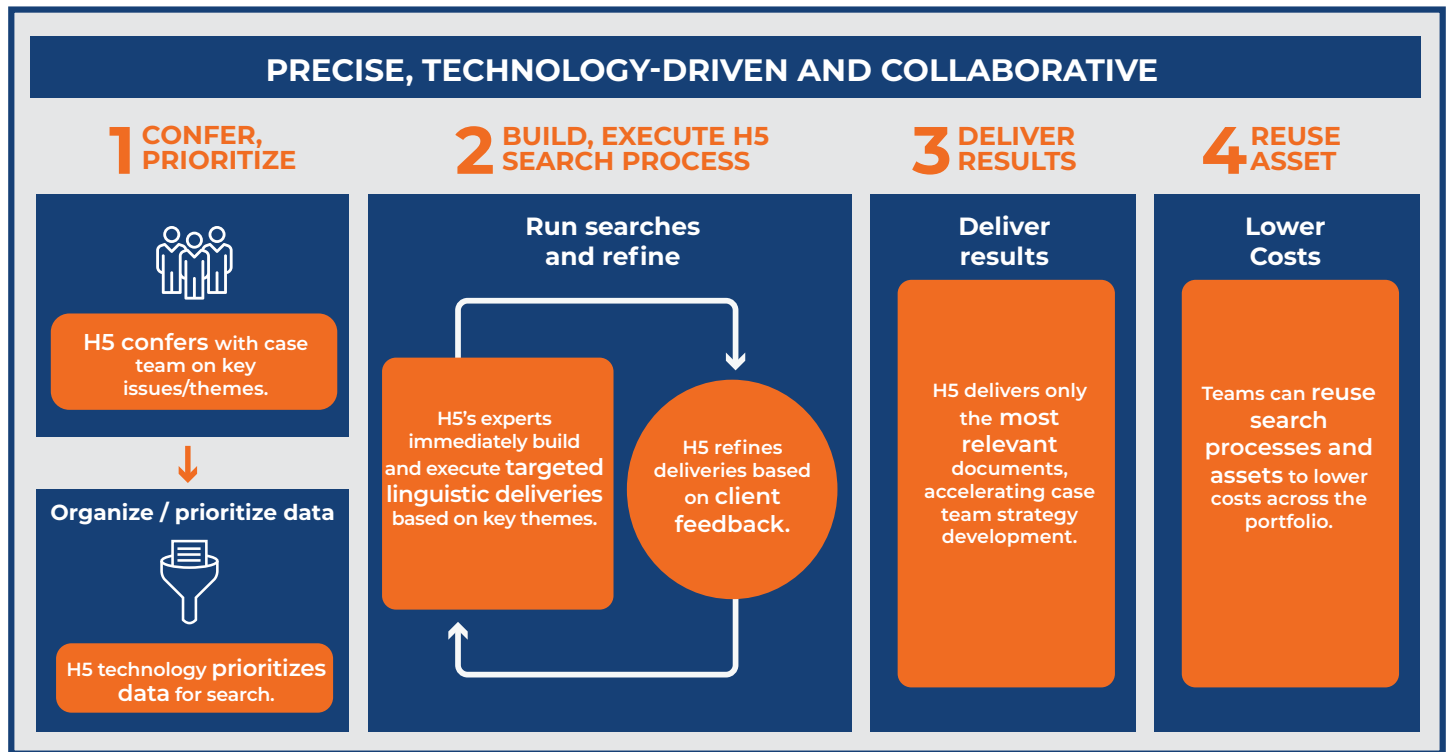 PRECISE, TECHNOLOGY-DRIVEN AND COLLABORATIVE
1 CONFER,
PRIORITIZE
H5 confers with case
team on key
issues/themes.
Organize / prioritize data
H5 technology prioritizes
data for search.
2 BUILD, EXECUTE H5
SEARCH PROCESS
Run searches
and refine
H5’s experts
immediately build
and execute targeted
linguistic deliveries
based on key themes.
H5 refines
deliveries based
on client
feedback.
3 DELIVER
RESULTS
Deliver
results
H5 delivers only
the most
relevant
documents,
accelerating case
team strategy
development.
4 REUSE
ASSET
Lower
Costs
Teams can reuse
search
processes and
assets to lower
costs across the
portfolio.